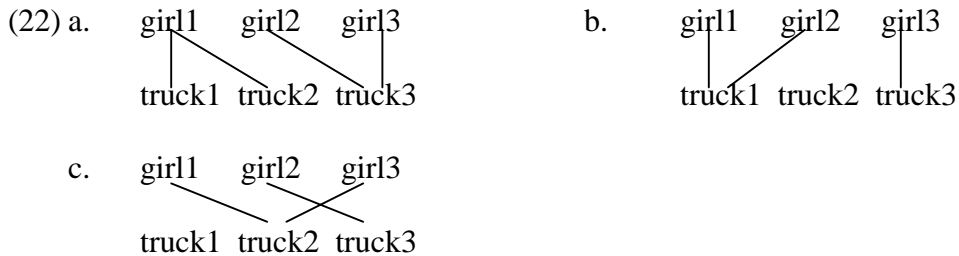 (22) a. girl1 girl2 girl3 b. girl1 girl2 girl3
truck1 truck2 truck3 truck1 truck2 truck3
c. girl1 girl2 girl3
truck1 truck2 truck3